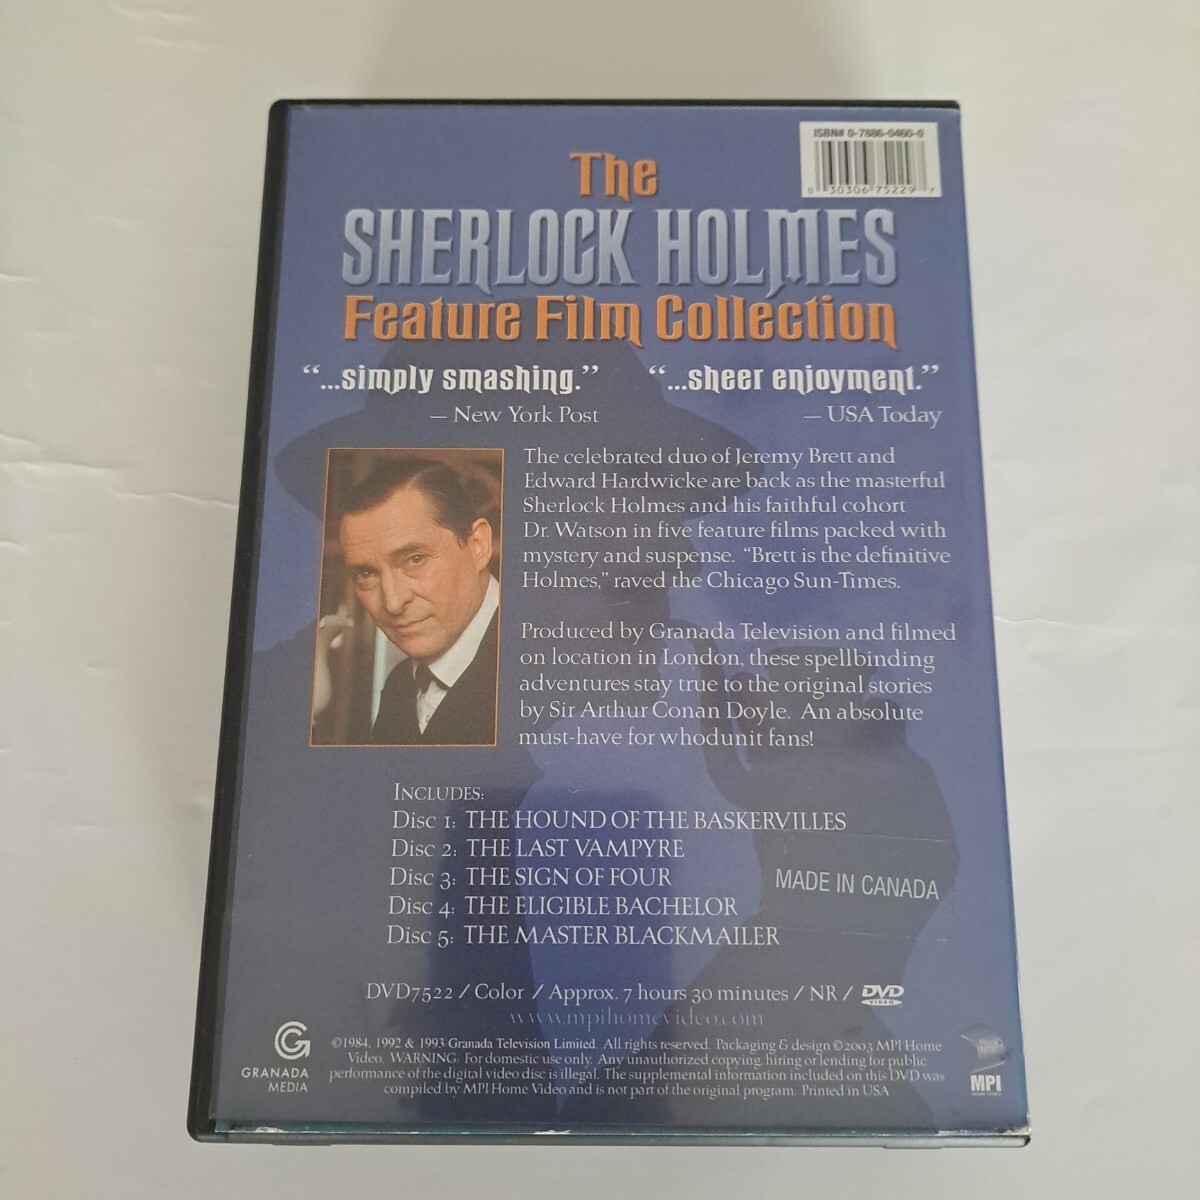 ISBN# 0-7886-0460-0
0 30306 75229 7
The
SHERLOCK HOLMES
Feature Film Collection
“...simply smashing.”
— New York Post
“...sheer enjoyment.”
— USA Today
The celebrated duo of Jeremy Brett and
Edward Hardwicke are back as the masterful
Sherlock Holmes and his faithful cohort
Dr. Watson in five feature films packed with
mystery and suspense. “Brett is the definitive
Holmes,” raved the Chicago Sun-Times.
Produced by Granada Television and filmed
on location in London, these spellbinding
adventures stay true to the original stories
by Sir Arthur Conan Doyle. An absolute
must-have for whodunit fans!
INCLUDES:
Disc 1: THE HOUND OF THE BASKERVILLES
Disc 2: THE LAST VAMPYRE
Disc 3: THE SIGN OF FOUR
Disc 4: THE ELIGIBLE BACHELOR
Disc 5: THE MASTER BLACKMAILER
MADE IN CANADA
DVD7522 / Color / Approx. 7 hours 30 minutes / NR / DVD VIDEO
www.mpihomevideo.com
GRANADA
MEDIA
©1984, 1992 & 1993 Granada Television Limited. All rights reserved. Packaging & design ©2003 MPI Home
Video. WARNING: For domestic use only. Any unauthorized copying, hiring or lending for public
performance of the digital video disc is illegal. The supplemental information included on this DVD was
compiled by MPI Home Video and is not part of the original program. Printed in USA
MPI